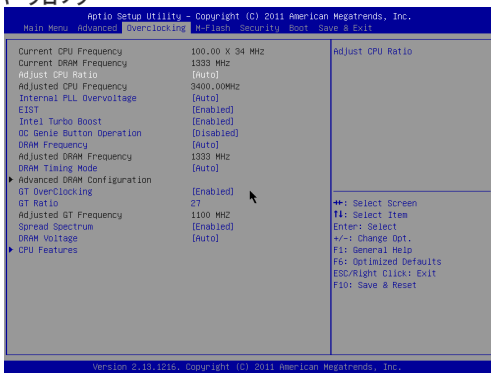 ーブロック
Aptio Setup Utility – Copyright (C) 2011 American Megatrends, Inc.
Main Menu Advanced Overclocking M-Flash Security Boot Save & Exit
Current CPU Frequency 100.00 X 34 MHz
Current DRAM Frequency 1333 MHz
Adjust CPU Ratio [Auto]
Adjusted CPU Frequency 3400.00MHz
Internal PLL Overvoltage [Auto]
EIST [Enabled]
Intel Turbo Boost [Enabled]
OC Genie Button Operation [Disabled]
DRAM Frequency [Auto]
Adjusted DRAM Frequency 1333 MHz
DRAM Timing Mode [Auto]
Advanced DRAM Configuration
GT OverClocking [Enabled]
GT Ratio 27
Adjusted GT Frequency 1100 MHZ
Spread Spectrum [Enabled]
DRAM Voltage [Auto]
CPU Features
Adjust CPU Ratio
→←: Select Screen
↑↓: Select Item
Enter: Select
+/-: Change Opt.
F1: General Help
F6: Optimized Defaults
ESC/Right Click: Exit
F10: Save & Reset
Version 2.13.1216. Copyright (C) 2011 American Megatrends, Inc.